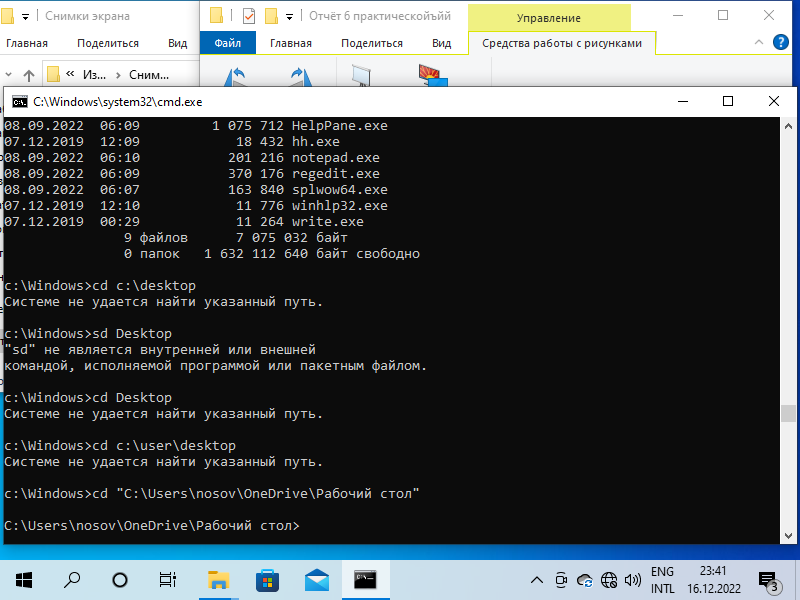 Снимки экрана
Отчёт 6 практическойъйй
Управление
Главная Поделиться Вид
Файл Главная Поделиться Вид Средства работы с рисунками
« Из... › Сним...
C:\Windows\system32\cmd.exe
08.09.2022  06:09         1 075 712 HelpPane.exe
07.12.2019  12:09            18 432 hh.exe
08.09.2022  06:10           201 216 notepad.exe
08.09.2022  06:09           370 176 regedit.exe
08.09.2022  06:07           163 840 splwow64.exe
07.12.2019  12:10            11 776 winhlp32.exe
07.12.2019  00:29            11 264 write.exe
9 файлов      7 075 032 байт
0 папок   1 632 112 640 байт свободно
c:\Windows>cd c:\desktop
Системе не удается найти указанный путь.
c:\Windows>sd Desktop
"sd" не является внутренней или внешней
командой, исполняемой программой или пакетным файлом.
c:\Windows>cd Desktop
Системе не удается найти указанный путь.
c:\Windows>cd c:\user\desktop
Системе не удается найти указанный путь.
c:\Windows>cd "C:\Users\nosov\OneDrive\Рабочий стол"
C:\Users\nosov\OneDrive\Рабочий стол>
ENG 23:41
INTL 16.12.2022 3